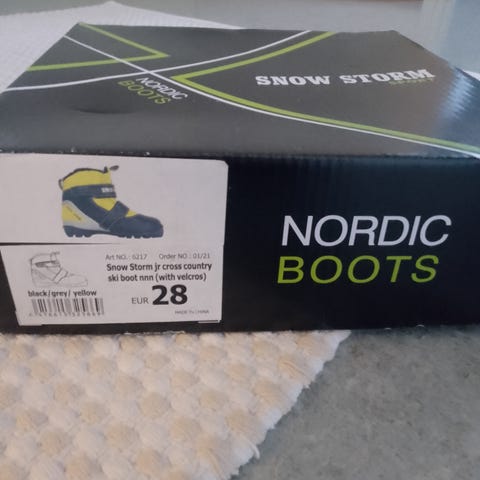 SNOW STORM
SPORT
NORDIC
BOOTS
NORDIC
BOOTS
Art NO.: 6217 Order NO : 01/21
Snow Storm jr cross country
ski boot nnn (with velcros)
black/grey/ yellow
EUR 28
MADE IN CHINA